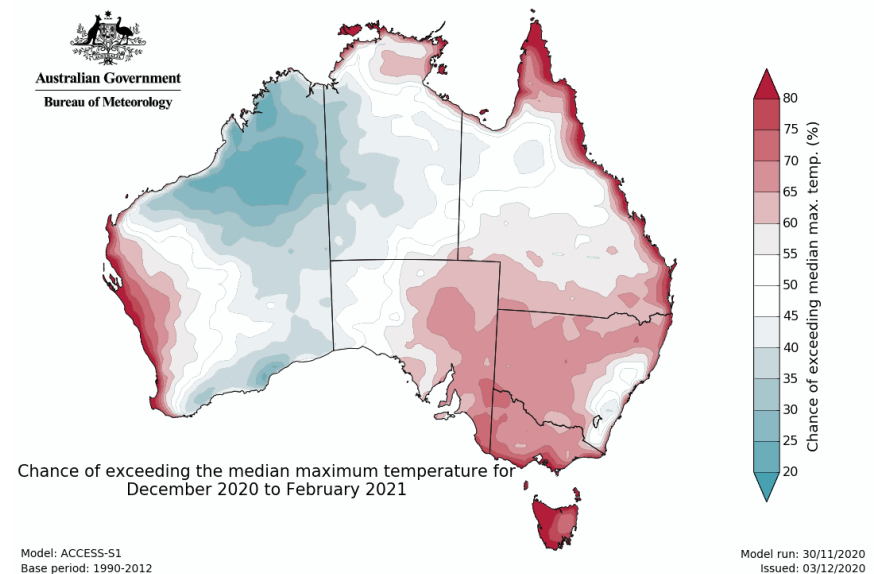 Australian Government
Bureau of Meteorology
80
75
70
65
60
55
50
45
40
35
30
25
20
Chance of exceeding median max. temp. (%)
Chance of exceeding the median maximum temperature for
December 2020 to February 2021
Model: ACCESS-S1
Base period: 1990-2012
Model run: 30/11/2020
Issued: 03/12/2020